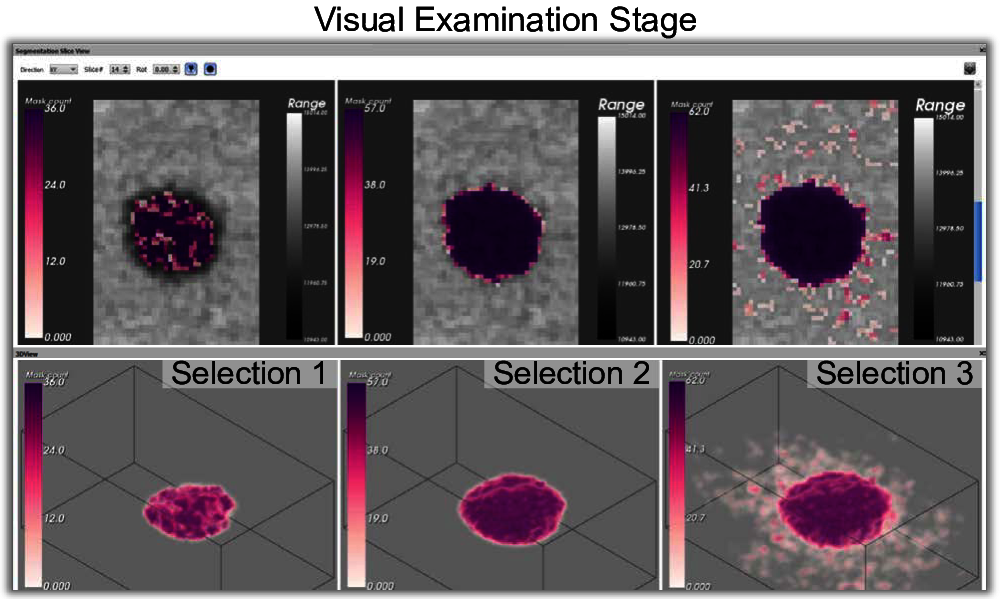 Visual Examination Stage
Segmentation Slice View
Direction XY Slice# 14 Rot 0.00
Mask count
36.0
24.0
12.0
0.000
Range
15014.00
13996.25
12978.50
11960.75
10943.00
Mask count
57.0
38.0
19.0
0.000
Range
15014.00
13996.25
12978.50
11960.75
10943.00
Mask count
62.0
41.3
20.7
0.000
Range
15014.00
13996.25
12978.50
11960.75
10943.00
3DView
Selection 1
Mask count
36.0
24.0
12.0
0.000
Selection 2
Mask count
57.0
38.0
19.0
0.000
Selection 3
Mask count
62.0
41.3
20.7
0.000